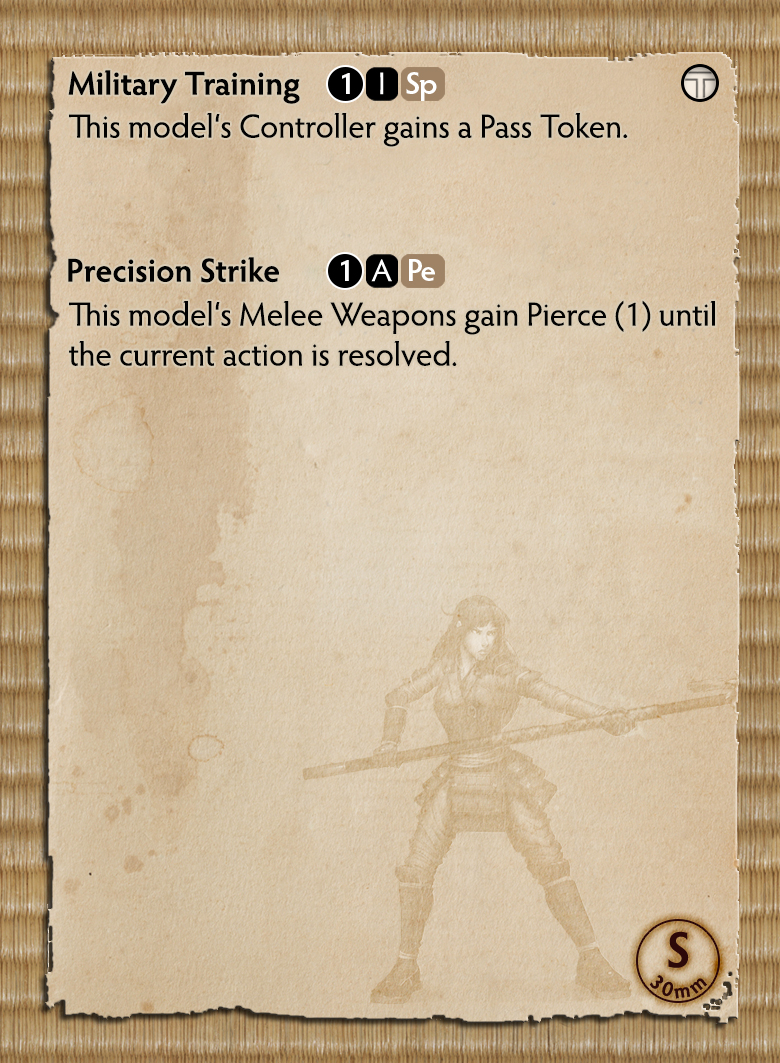 Military Training 1 I Sp T
This model's Controller gains a Pass Token.
Precision Strike 1 A Pe
This model's Melee Weapons gain Pierce (1) until
the current action is resolved.
S
30mm